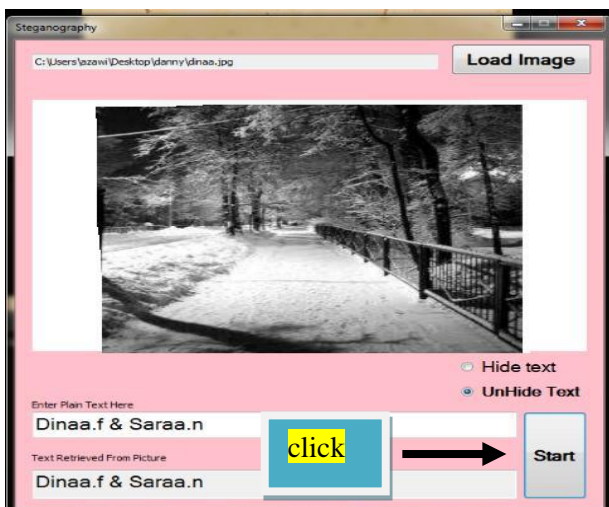 Steganography
C:\Users\azawi\Desktop\danny\dinaa.jpg
Load Image
Hide text
UnHide Text
Enter Plain Text Here
Dinaa.f & Saraa.n
click
Start
Text Retrieved From Picture
Dinaa.f & Saraa.n